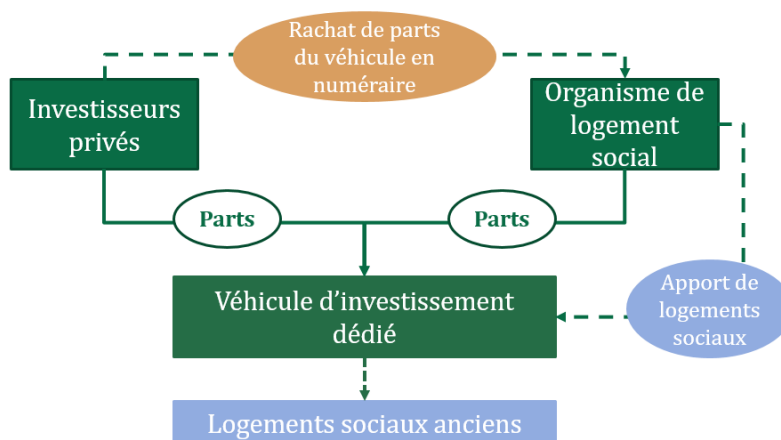 Rachat de parts
du véhicule en
numéraire
Investisseurs
privés
Organisme de
logement
social
Parts
Parts
Véhicule d’investissement
dédié
Apport de
logements
sociaux
Logements sociaux anciens